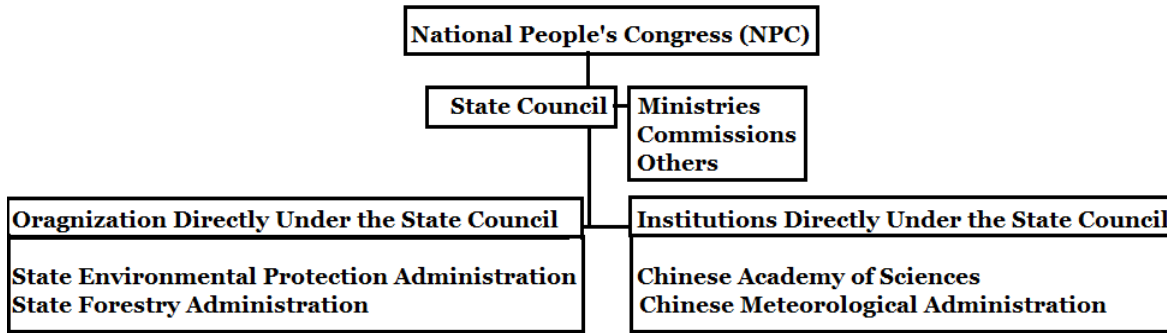 National People's Congress (NPC)
State Council
Ministries
Commissions
Others
Oragnization Directly Under the State Council
State Environmental Protection Administration
State Forestry Administration
Institutions Directly Under the State Council
Chinese Academy of Sciences
Chinese Meteorological Administration